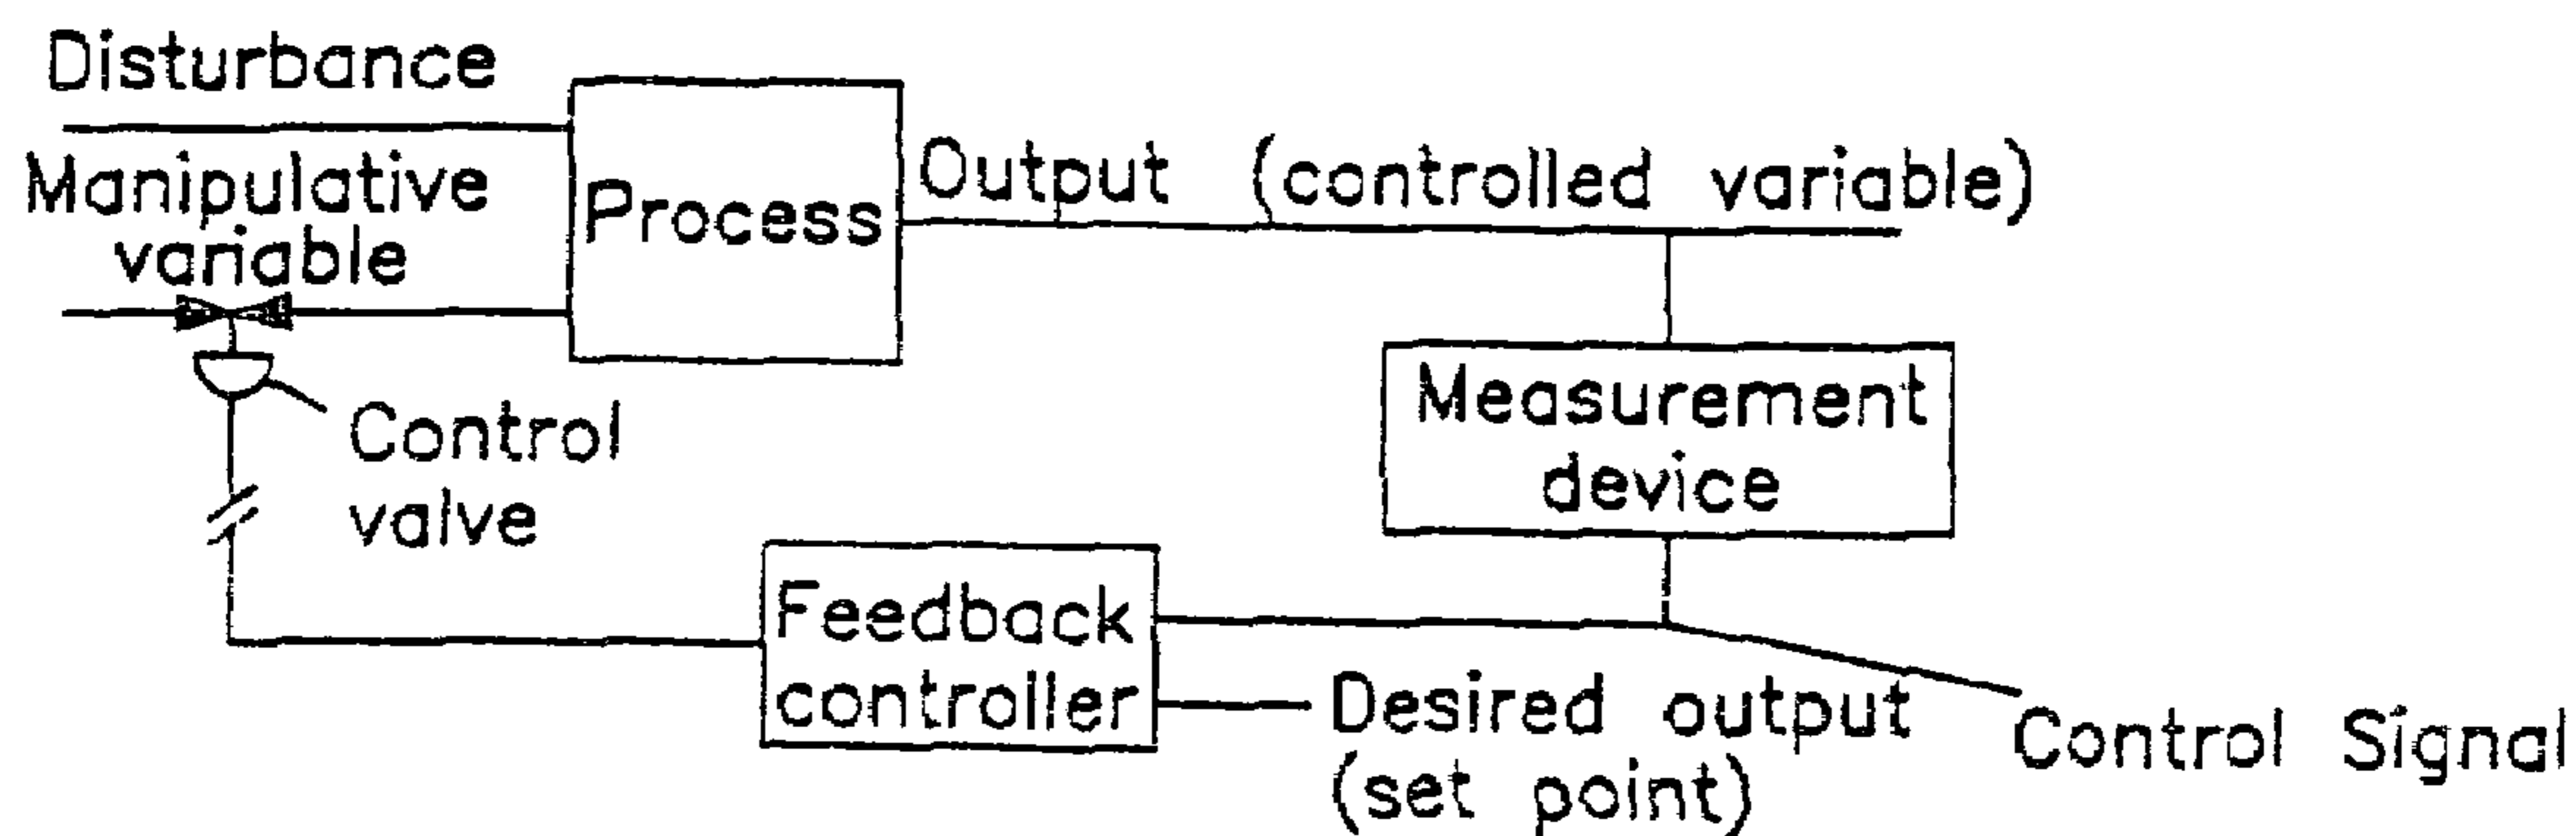 Disturbance
Manipulative
variable
Process
Output (controlled variable)
Control
valve
Measurement
device
Feedback
controller
Desired output
(set point)
Control Signal